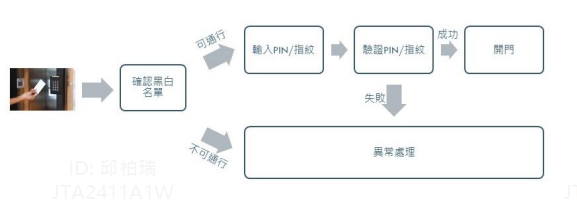 可通行
輸入PIN/指紋
驗證PIN/指紋
成功
開門
確認黑白
名單
失敗
不可通行
異常處理
ID: 邱柏瑞
JTA2411A1W
JT